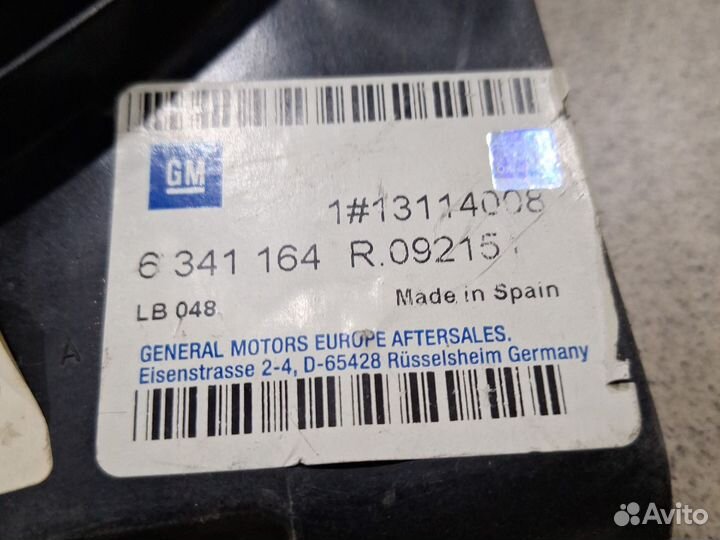 GM
1#13114008
6 341 164 R.09215
LB 048
Made in Spain
A
GENERAL MOTORS EUROPE AFTERSALES.
Eisenstrasse 2-4, D-65428 Rüsselsheim Germany
Avito